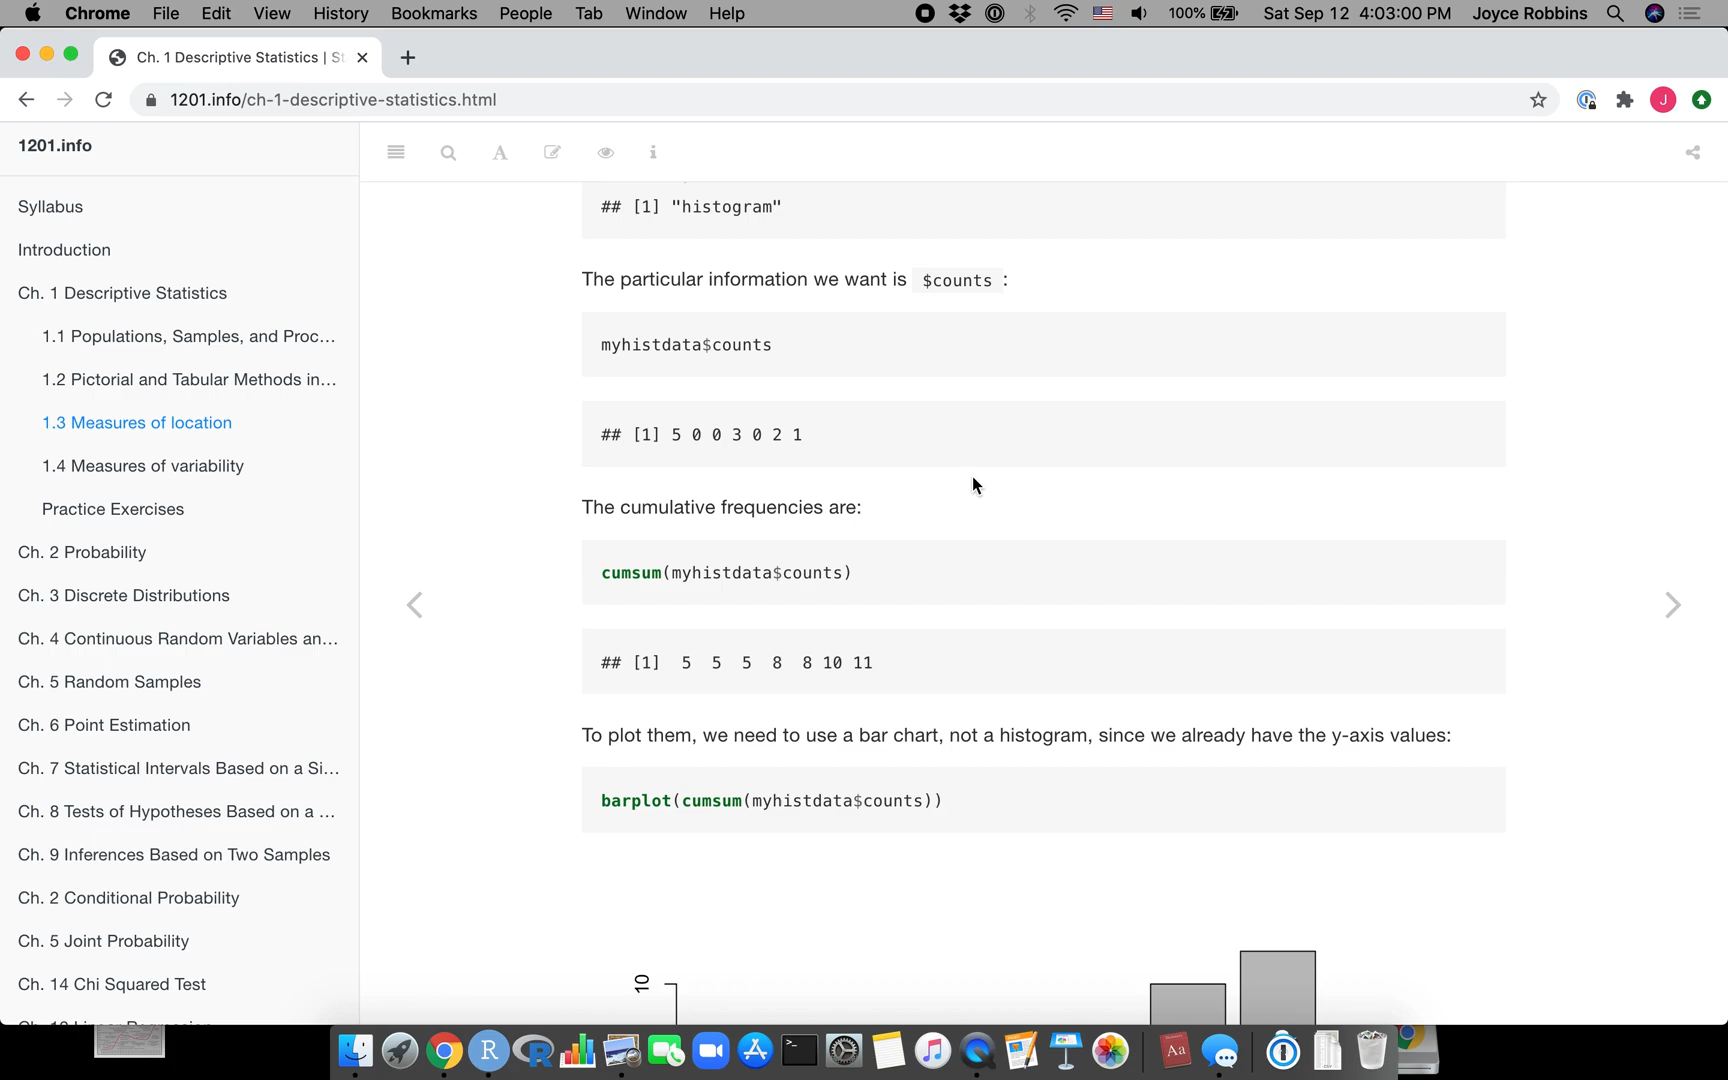 Chrome File Edit View History Bookmarks People Tab Window Help 100% Sat Sep 12 4:03:00 PM Joyce Robbins
Ch. 1 Descriptive Statistics | St
1201.info/ch-1-descriptive-statistics.html
J
1201.info
Syllabus
Introduction
Ch. 1 Descriptive Statistics
1.1 Populations, Samples, and Proc...
1.2 Pictorial and Tabular Methods in...
1.3 Measures of location
1.4 Measures of variability
Practice Exercises
Ch. 2 Probability
Ch. 3 Discrete Distributions
Ch. 4 Continuous Random Variables an...
Ch. 5 Random Samples
Ch. 6 Point Estimation
Ch. 7 Statistical Intervals Based on a Si...
Ch. 8 Tests of Hypotheses Based on a ...
Ch. 9 Inferences Based on Two Samples
Ch. 2 Conditional Probability
Ch. 5 Joint Probability
Ch. 14 Chi Squared Test
## [1] "histogram"
The particular information we want is $counts :
myhistdata$counts
## [1] 5 0 0 3 0 2 1
The cumulative frequencies are:
cumsum(myhistdata$counts)
## [1]  5  5  5  8  8 10 11
To plot them, we need to use a bar chart, not a histogram, since we already have the y-axis values:
barplot(cumsum(myhistdata$counts))
10
R R Aa